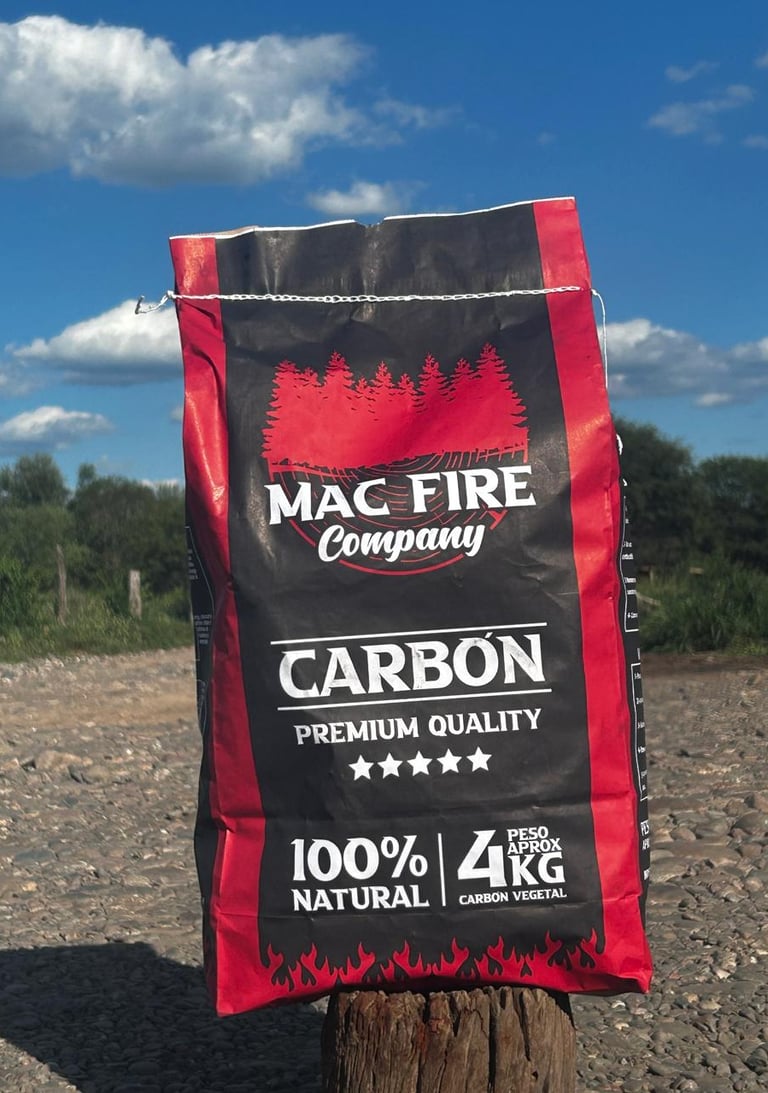 MAC FIRE
Company
CARBÓN
PREMIUM QUALITY
100%
NATURAL
4 PESO
APROX
KG
CARBON VEGETAL